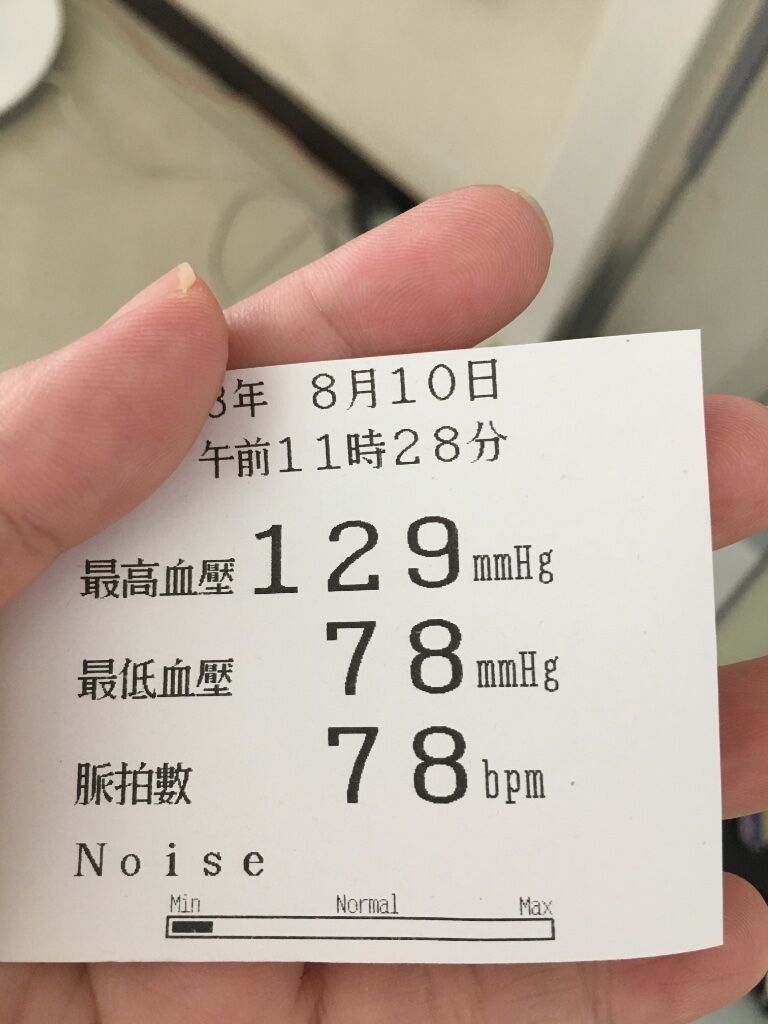 8年 8月10日
午前11時28分
最高血壓 129 mmHg
最低血壓 78 mmHg
脈拍數 78 bpm
Noise
Min Normal Max